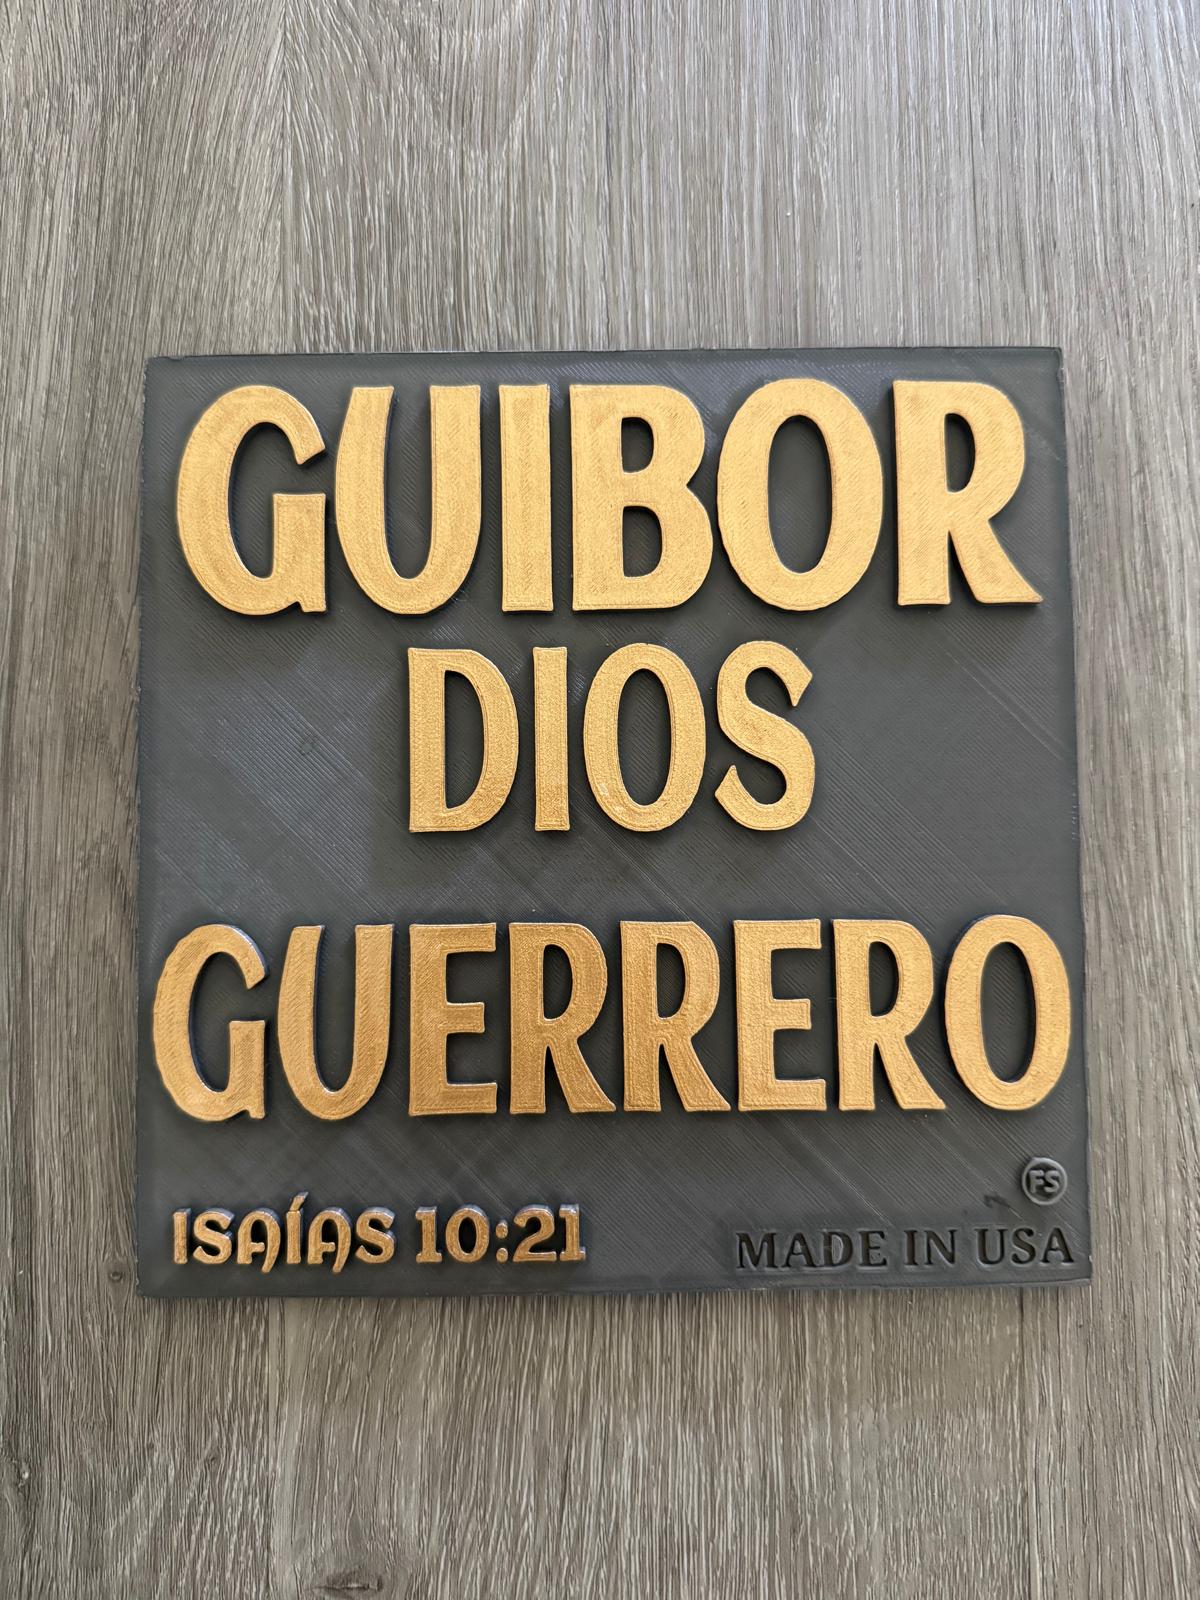 GUIBOR
DIOS
GUERRERO
FS
ISAÍAS 10:21
MADE IN USA